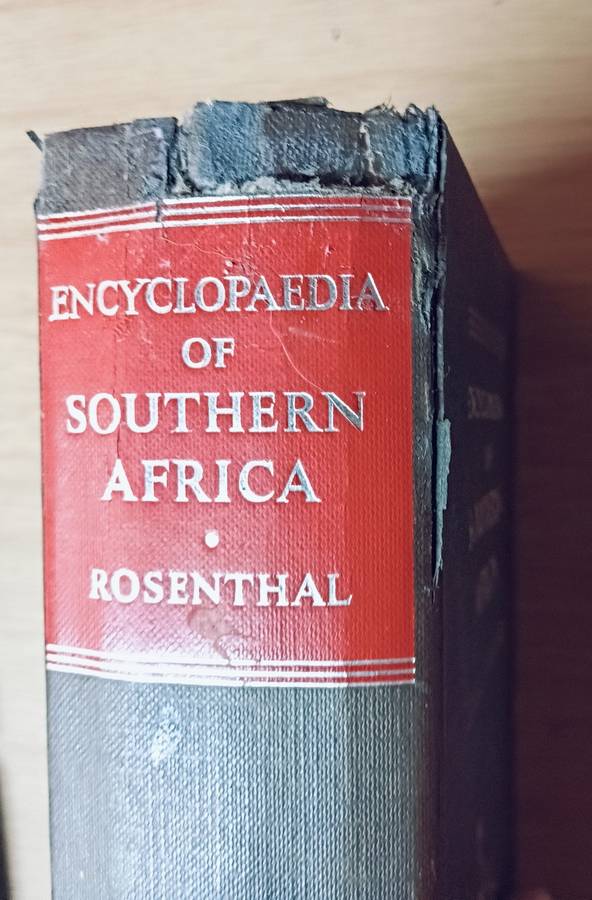 ENCYCLOPAEDIA
OF
SOUTHERN
AFRICA
•
ROSENTHAL